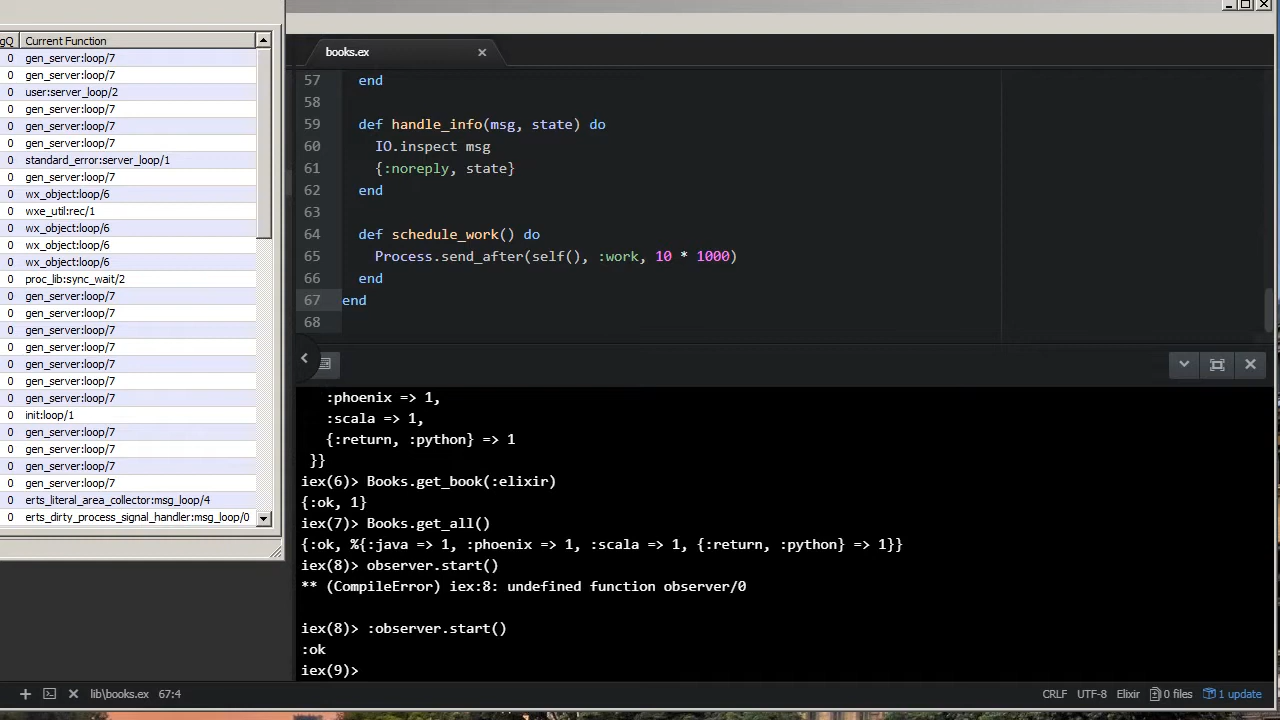 gQ Current Function
0 gen_server:loop/7
0 gen_server:loop/7
0 user:server_loop/2
0 gen_server:loop/7
0 gen_server:loop/7
0 gen_server:loop/7
0 standard_error:server_loop/1
0 gen_server:loop/7
0 wx_object:loop/6
0 wxe_util:rec/1
0 wx_object:loop/6
0 wx_object:loop/6
0 wx_object:loop/6
0 proc_lib:sync_wait/2
0 gen_server:loop/7
0 gen_server:loop/7
0 gen_server:loop/7
0 gen_server:loop/7
0 gen_server:loop/7
0 gen_server:loop/7
0 gen_server:loop/7
0 init:loop/1
0 gen_server:loop/7
0 gen_server:loop/7
0 gen_server:loop/7
0 gen_server:loop/7
0 erts_literal_area_collector:msg_loop/4
0 erts_dirty_process_signal_handler:msg_loop/0
books.ex
57 end
58
59 def handle_info(msg, state) do
60 IO.inspect msg
61 {:noreply, state}
62 end
63
64 def schedule_work() do
65 Process.send_after(self(), :work, 10 * 1000)
66 end
67 end
68
:phoenix => 1,
:scala => 1,
{:return, :python} => 1
}}
iex(6)> Books.get_book(:elixir)
{:ok, 1}
iex(7)> Books.get_all()
{:ok, %{:java => 1, :phoenix => 1, :scala => 1, {:return, :python} => 1}}
iex(8)> observer.start()
** (CompileError) iex:8: undefined function observer/0
iex(8)> :observer.start()
:ok
iex(9)>
lib\books.ex 67:4 CRLF UTF-8 Elixir 0 files 1 update